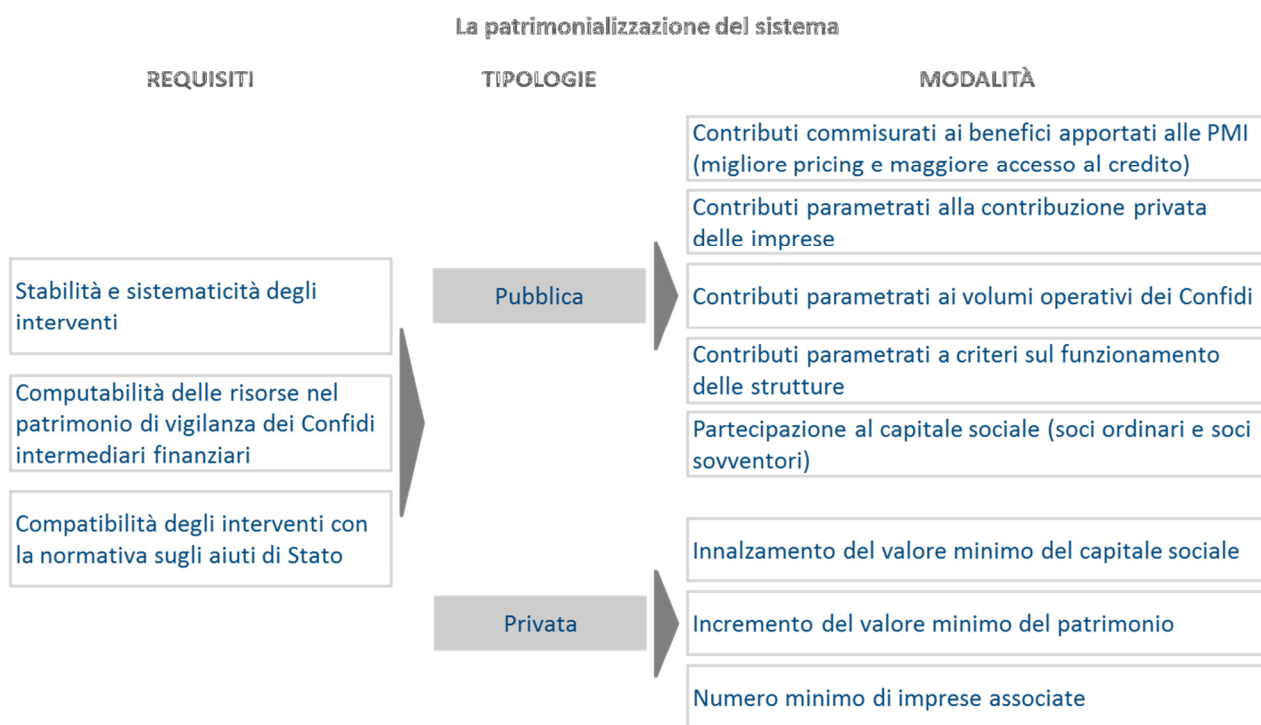 La patrimonializzazione del sistema
REQUISITI
TIPOLOGIE
MODALITÀ
Stabilità e sistematicità degli
interventi
Computabilità delle risorse nel
patrimonio di vigilanza dei Confidi
intermediari finanziari
Compatibilità degli interventi con
la normativa sugli aiuti di Stato
Pubblica
Contributi commisurati ai benefici apportati alle PMI
(migliore pricing e maggiore accesso al credito)
Contributi parametrati alla contribuzione privata
delle imprese
Contributi parametrati ai volumi operativi dei Confidi
Contributi parametrati a criteri sul funzionamento
delle strutture
Partecipazione al capitale sociale (soci ordinari e soci
sovventori)
Privata
Innalzamento del valore minimo del capitale sociale
Incremento del valore minimo del patrimonio
Numero minimo di imprese associate